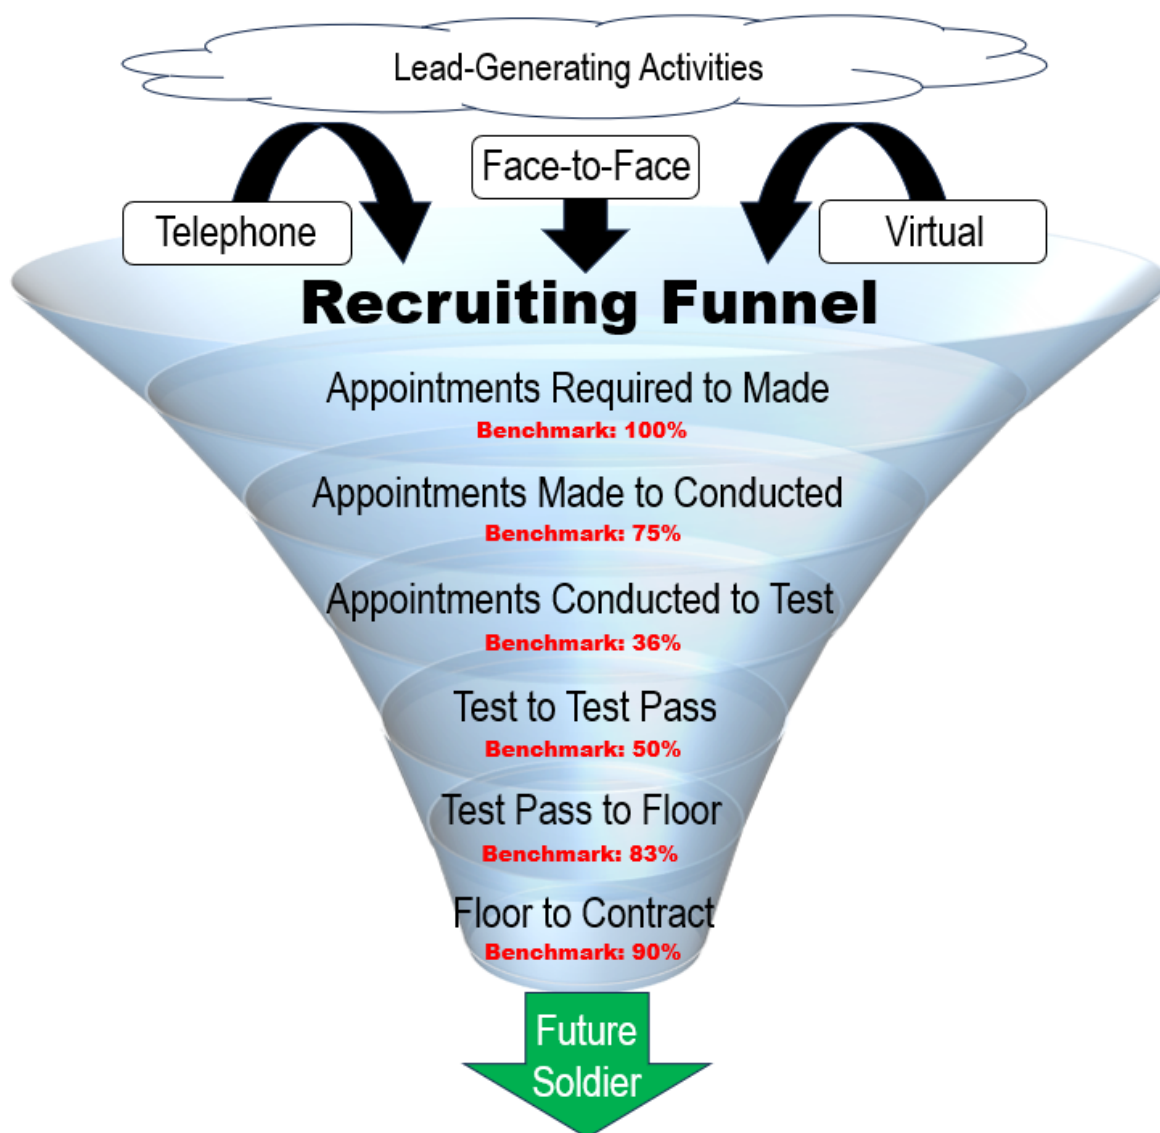 Lead-Generating Activities
Face-to-Face
Telephone
Virtual
Recruiting Funnel
Appointments Required to Made
Benchmark: 100%
Appointments Made to Conducted
Benchmark: 75%
Appointments Conducted to Test
Benchmark: 36%
Test to Test Pass
Benchmark: 50%
Test Pass to Floor
Benchmark: 83%
Floor to Contract
Benchmark: 90%
Future
Soldier